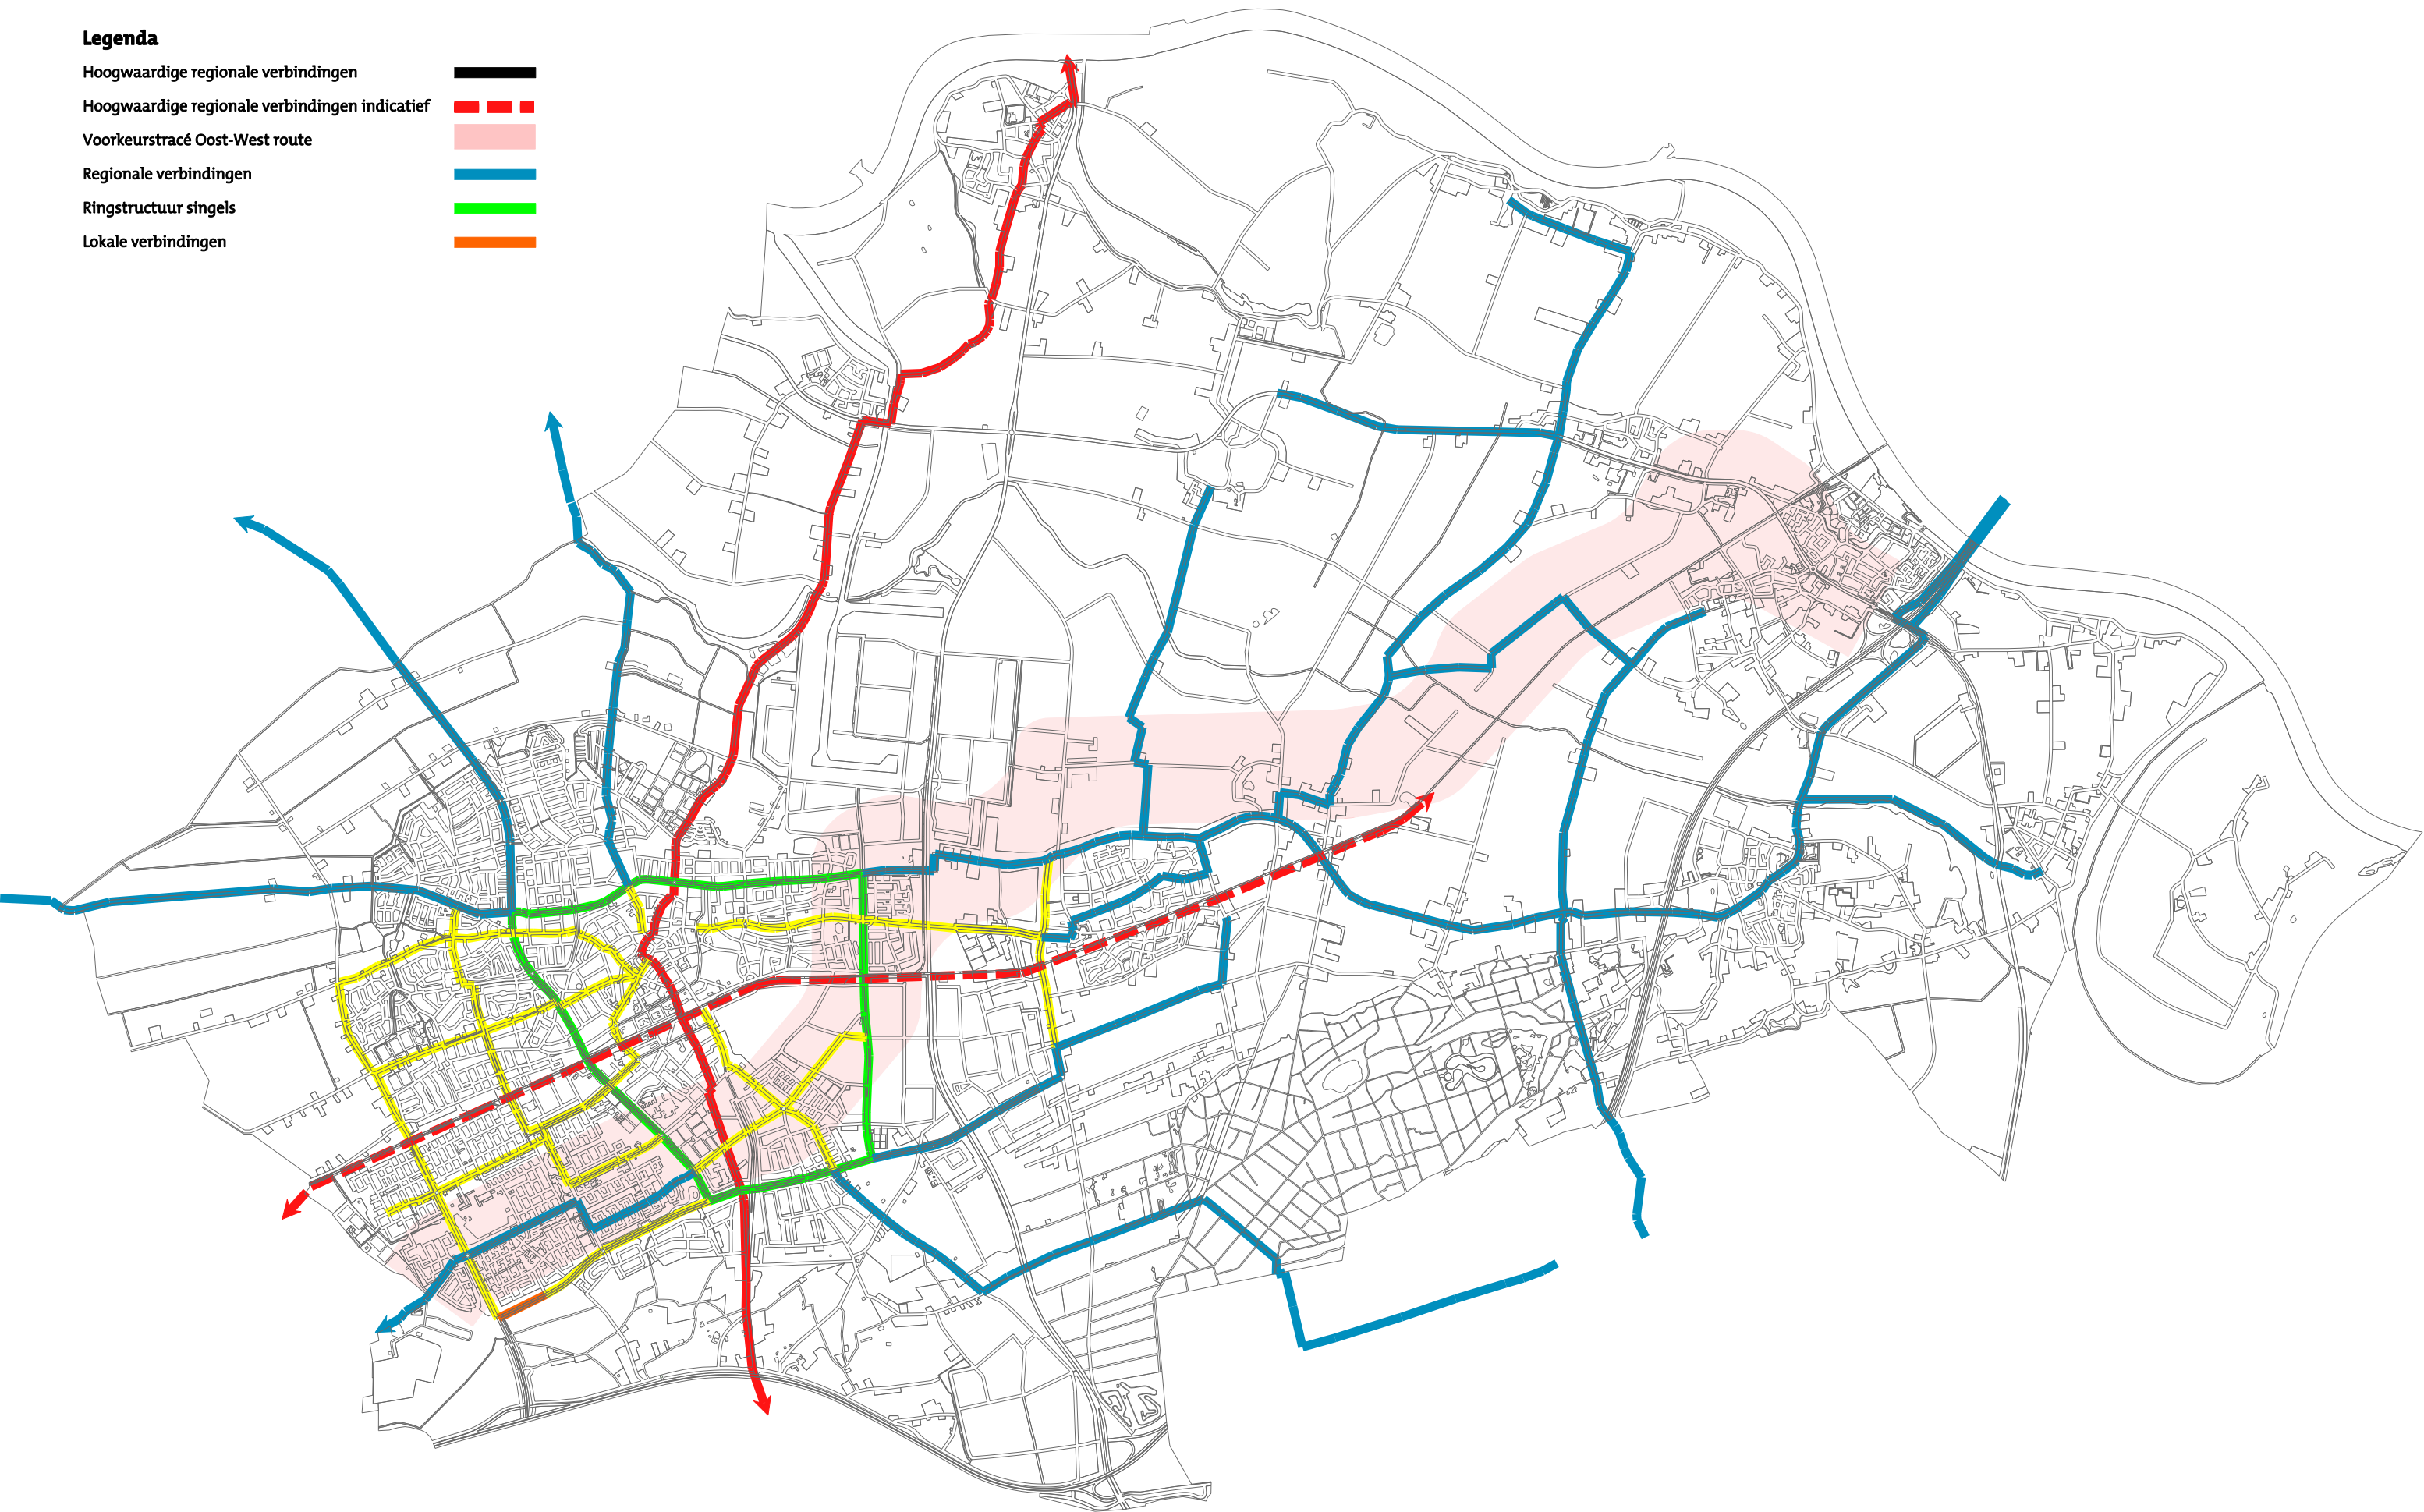 Legenda
Hoogwaardige regionale verbindingen
Hoogwaardige regionale verbindingen indicatief
Voorkeurstracé Oost-West route
Regionale verbindingen
Ringstructuur singels
Lokale verbindingen